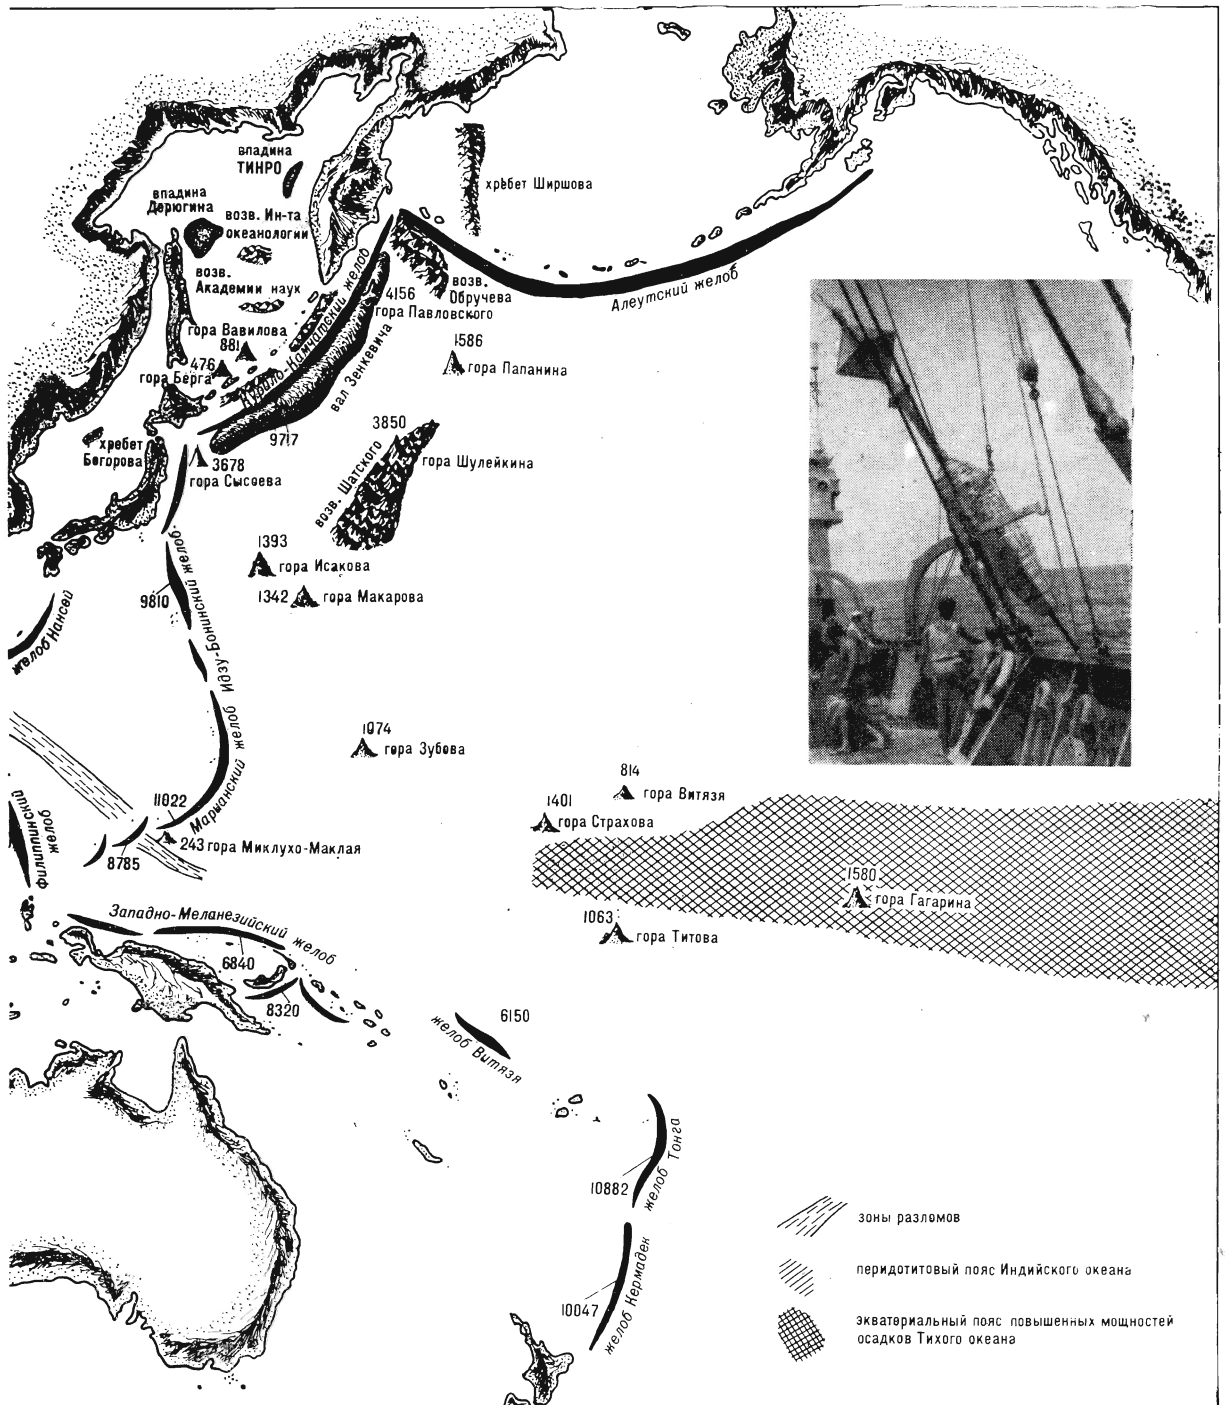 впадина
ТИНРО
хребет Ширшова
впадина
Дерюгина
возв. Ин-та
океанологии
возв.
Академии наук
возв.
Обручева
Алеутский желоб
Курило-Камчатский желоб
4156
гора Павловского
вал Зенкевича
гора Вавилова
881
476
гора Берга
1586
гора Папанина
9717
3850
гора Шулейкина
возв. Шатского
хребет
Богорова
3678
гора Сысоева
1393
гора Исакова
1342
гора Макарова
9810
Идзу-Бонинский желоб
желоб Нансей
1074
гора Зубова
Марианский желоб
11022
243 гора Миклухо-Маклая
8785
Филиппинский
желоб
814
гора Витязя
1401
гора Страхова
1580
гора Гагарина
1063
гора Титова
Западно-Меланезийский желоб
6840
8320
6150
желоб Витязя
10882
желоб Тонга
10047
желоб Кермадек
зоны разломов
перидотитовый пояс Индийского океана
экваториальный пояс повышенных мощностей
осадков Тихого океана